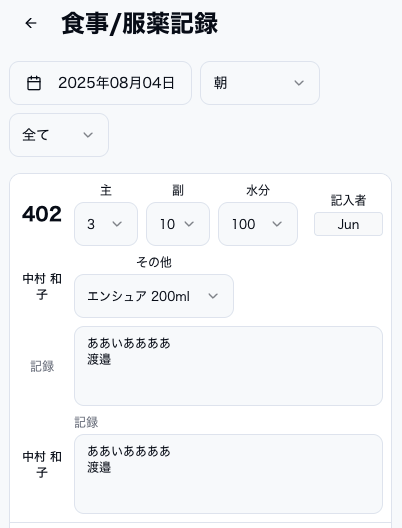 食事/服薬記録
2025年08月04日
朝
全て
402
主
副
水分
記入者
3
10
100
Jun
その他
中村 和
子
エンシュア 200ml
記録
ああいああああ
渡邉
記録
中村 和
子
ああいああああ
渡邉